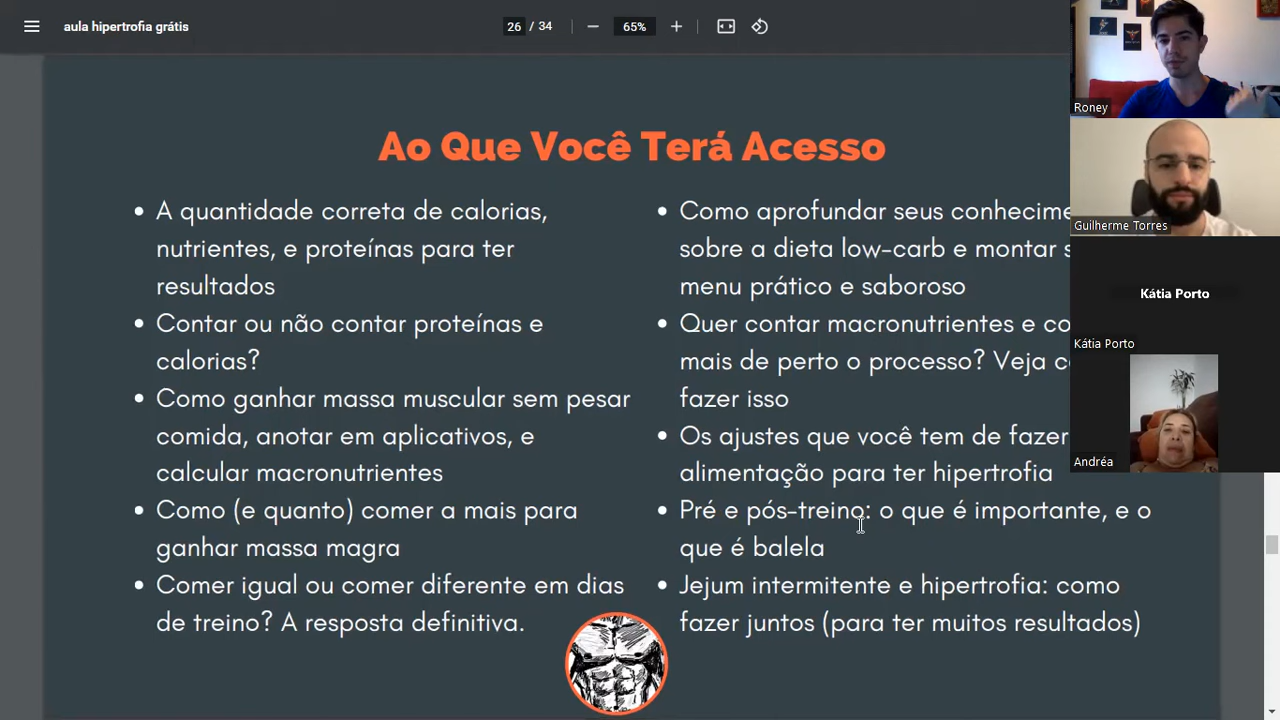 aula hipertrofia grátis
26 / 34
65%
Ao Que Você Terá Acesso
A quantidade correta de calorias,
nutrientes, e proteínas para ter
resultados
Contar ou não contar proteínas e
calorias?
Como ganhar massa muscular sem pesar
comida, anotar em aplicativos, e
calcular macronutrientes
Como (e quanto) comer a mais para
ganhar massa magra
Comer igual ou comer diferente em dias
de treino? A resposta definitiva.
Como aprofundar seus
sobre a dieta low-carb e montar
menu prático e saboroso
Quer contar macronutrientes e
mais de perto o processo? Veja
fazer isso
Os ajustes que você tem de fazer
alimentação para ter hipertrofia
Pré e pós-treino: o que é importante, e o
que é balela
Jejum intermitente e hipertrofia: como
fazer juntos (para ter muitos resultados)
Roney
Guilherme Torres
Kátia Porto
Kátia Porto
Andréa